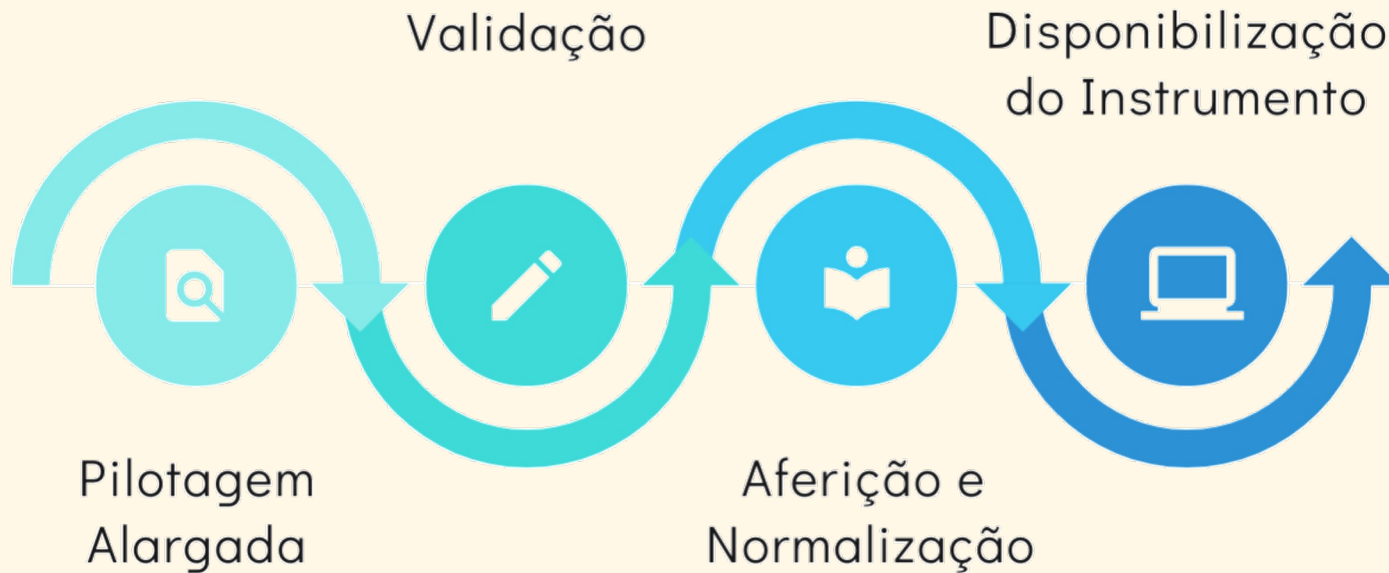 Validação
Disponibilização
do Instrumento
Pilotagem
Alargada
Aferição e
Normalização